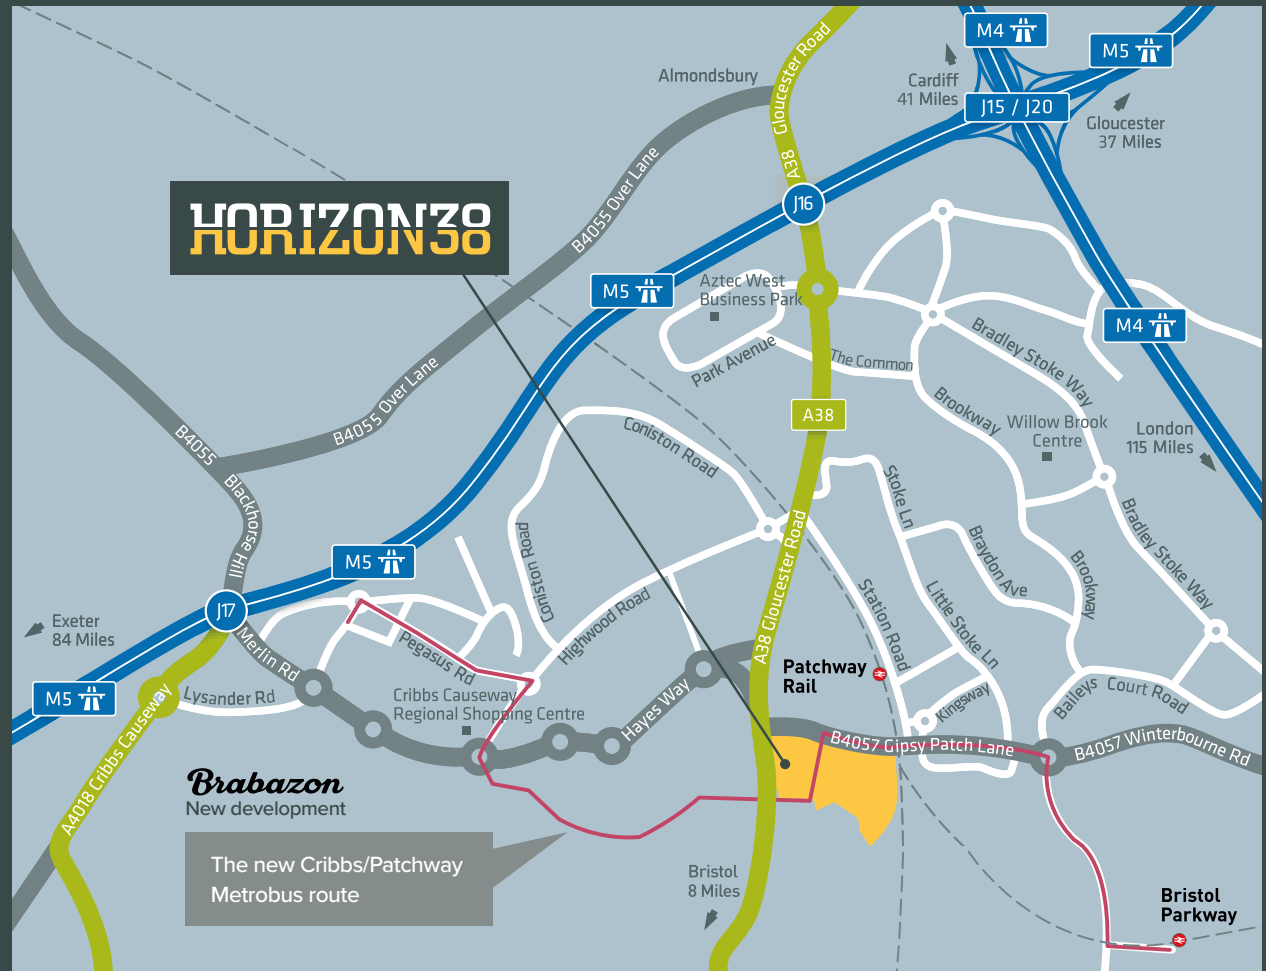 M4
M5
Almondsbury
Cardiff
41 Miles
J15 / J20
Gloucester
37 Miles
A38 Gloucester Road
B4055 Over Lane
HORIZON38
J16
M5
Aztec West
Business Park
M4
Park Avenue
The Common
Bradley Stoke Way
B4055 Over Lane
A38
Brookway
Willow Brook
Centre
London
115 Miles
B4055
Coniston Road
Blackhorse Hill
Stoke Ln
Bradley Stoke Way
Coniston Road
M5
A38 Gloucester Road
Braydon Ave
Brookway
J17
Exeter
84 Miles
Highwood Road
Station Road
Little Stoke Ln
Merlin Rd
Pegasus Rd
Patchway
Rail
M5
Lysander Rd
Cribbs Causeway
Regional Shopping Centre
Hayes Way
Kingsway
Baileys Court Road
A4018 Cribbs Causeway
B4057 Gipsy Patch Lane
B4057 Winterbourne Rd
Brabazon
New development
The new Cribbs/Patchway
Metrobus route
Bristol
8 Miles
Bristol
Parkway